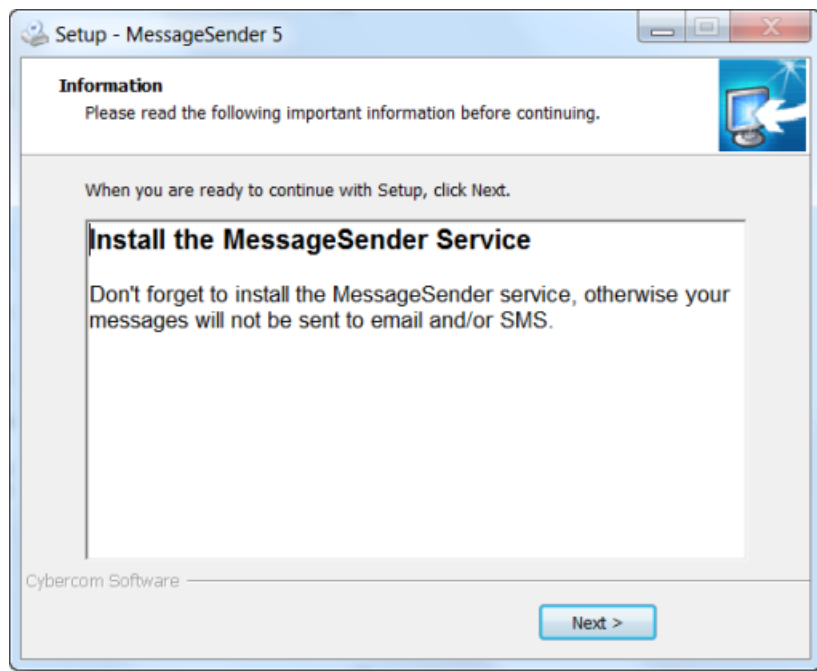 Setup - MessageSender 5
Information
Please read the following important information before continuing.
When you are ready to continue with Setup, click Next.
Install the MessageSender Service
Don't forget to install the MessageSender service, otherwise your
messages will not be sent to email and/or SMS.
Cybercom Software
Next >